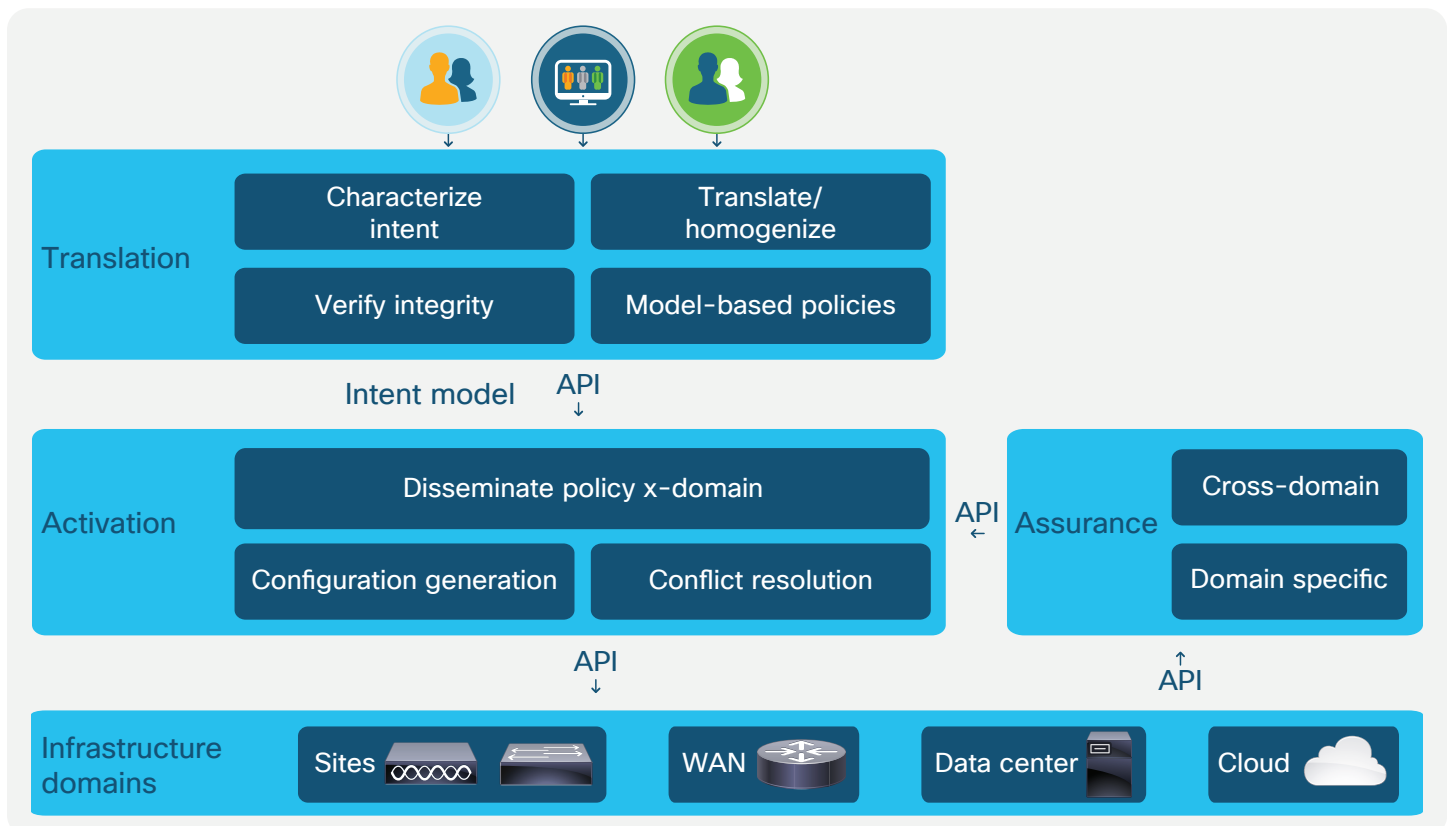 Characterize
intent
Translate/
homogenize
Translation
Verify integrity
Model-based policies
Intent model
API
Disseminate policy x-domain
Activation
Configuration generation
Conflict resolution
API
Assurance
Cross-domain
Domain specific
API
API
Infrastructure
domains
Sites
WAN
Data center
Cloud